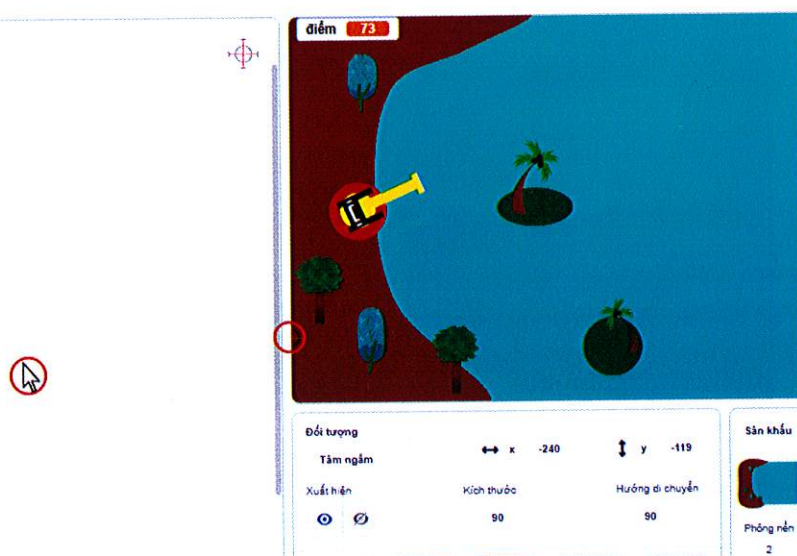 điểm 73
Đối tượng
Tâm ngắm
x -240
y -119
Xuất hiện
Kích thước
Hướng di chuyển
90
90
Sân khấu
Phông nền
2